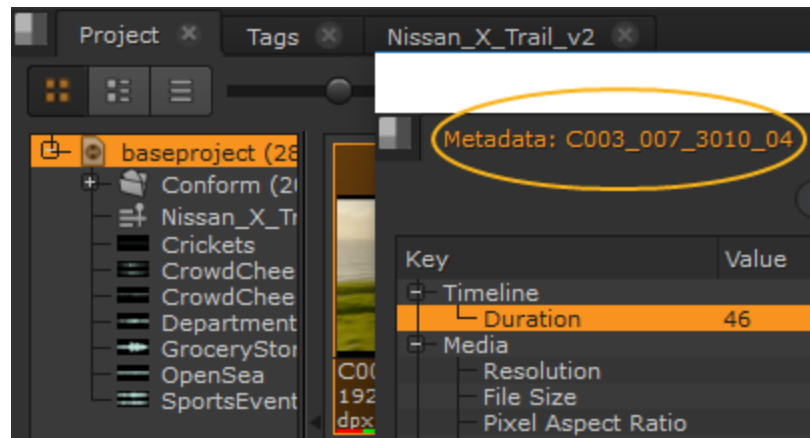 Project
Tags
Nissan_X_Trail_v2
Metadata: C003_007_3010_04
baseproject (28
Conform (2
Nissan_X_Tr
Crickets
CrowdChee
CrowdChee
Department
GroceryStor
OpenSea
SportsEvent
C00
192
dpx
Key Value
Timeline
Duration 46
Media
Resolution
File Size
Pixel Aspect Ratio